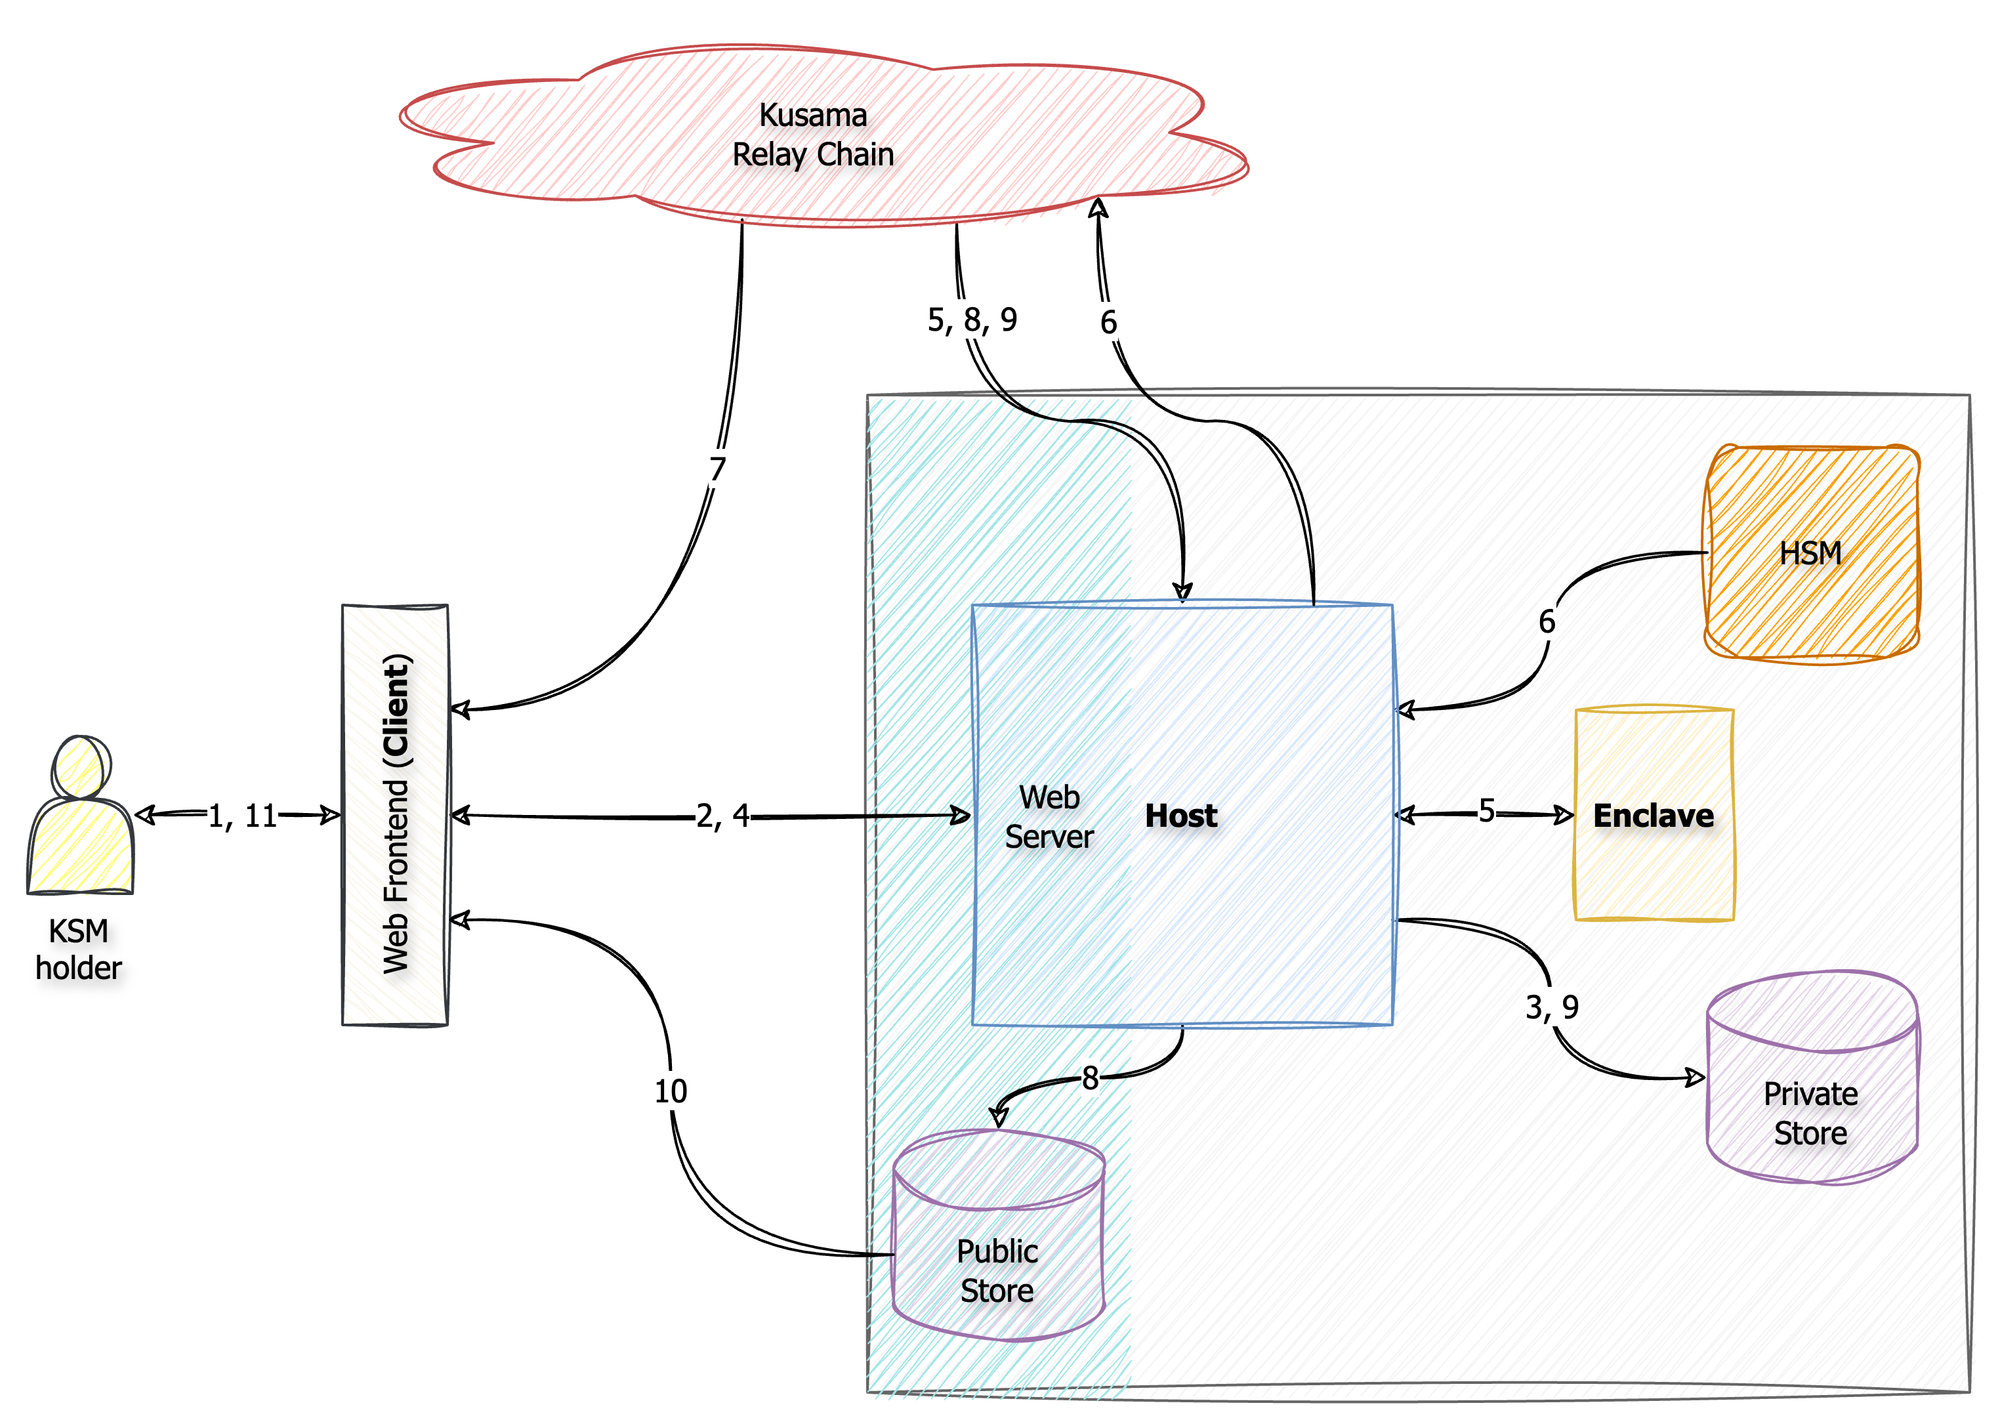 Kusama
Relay Chain
5, 8, 9
6
7
HSM
6
Web Frontend (Client)
KSM
holder
1, 11
2, 4
Web
Server
Host
5
Enclave
3, 9
8
10
Private
Store
Public
Store